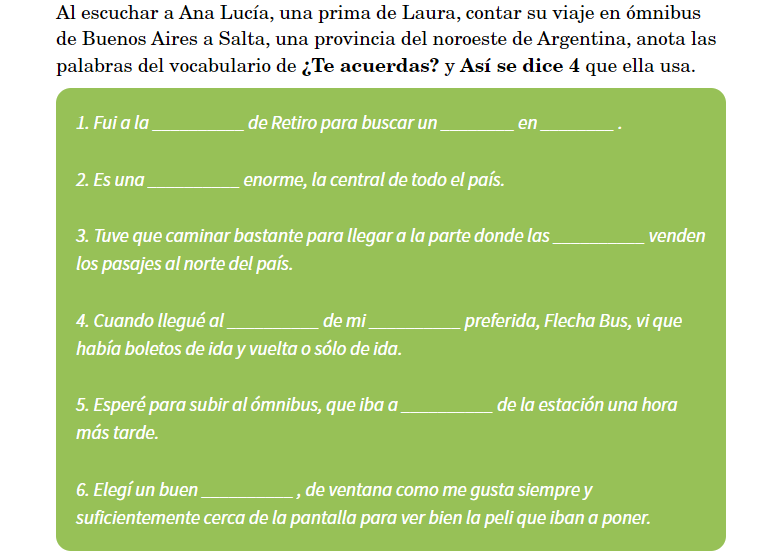 Al escuchar a Ana Lucía, una prima de Laura, contar su viaje en ómnibus
de Buenos Aires a Salta, una provincia del noroeste de Argentina, anota las
palabras del vocabulario de ¿Te acuerdas? y Así se dice 4 que ella usa.
1. Fui a la __________ de Retiro para buscar un ________ en ________ .
2. Es una __________ enorme, la central de todo el país.
3. Tuve que caminar bastante para llegar a la parte donde las __________ venden
los pasajes al norte del país.
4. Cuando llegué al __________ de mi __________ preferida, Flecha Bus, vi que
había boletos de ida y vuelta o sólo de ida.
5. Esperé para subir al ómnibus, que iba a __________ de la estación una hora
más tarde.
6. Elegí un buen __________ , de ventana como me gusta siempre y
suficientemente cerca de la pantalla para ver bien la peli que iban a poner.